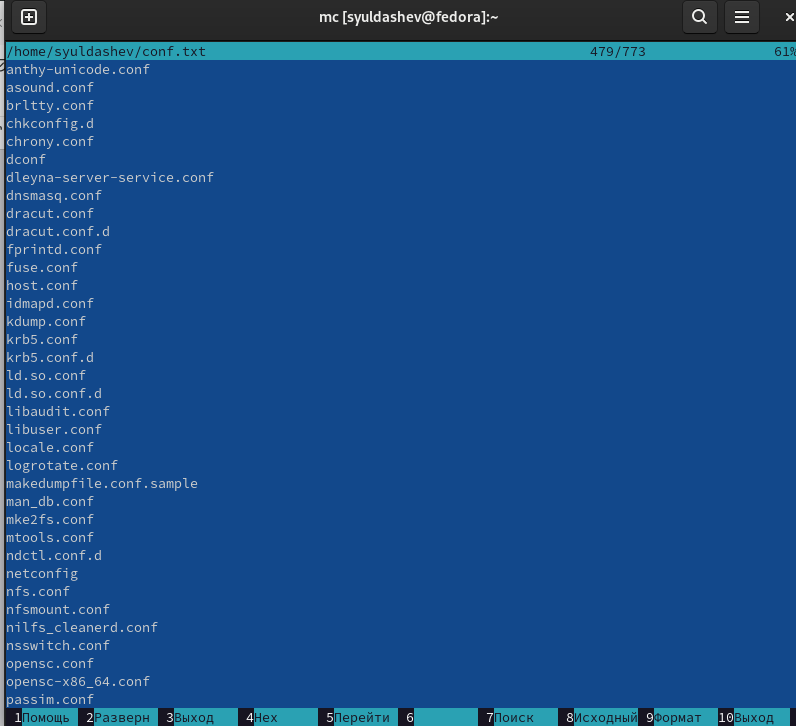 mc [syuldashev@fedora]:~
/home/syuldashev/conf.txt 479/773 61%
anthy-unicode.conf
asound.conf
brltty.conf
chkconfig.d
chrony.conf
dconf
dleyna-server-service.conf
dnsmasq.conf
dracut.conf
dracut.conf.d
fprintd.conf
fuse.conf
host.conf
idmapd.conf
kdump.conf
krb5.conf
krb5.conf.d
ld.so.conf
ld.so.conf.d
libaudit.conf
libuser.conf
locale.conf
logrotate.conf
makedumpfile.conf.sample
man_db.conf
mke2fs.conf
mtools.conf
ndctl.conf.d
netconfig
nfs.conf
nfsmount.conf
nilfs_cleanerd.conf
nsswitch.conf
opensc.conf
opensc-x86_64.conf
passim.conf
1Помощь 2Разверн 3Выход 4Hex 5Перейти 6 7Поиск 8Исходный 9Формат 10Выход